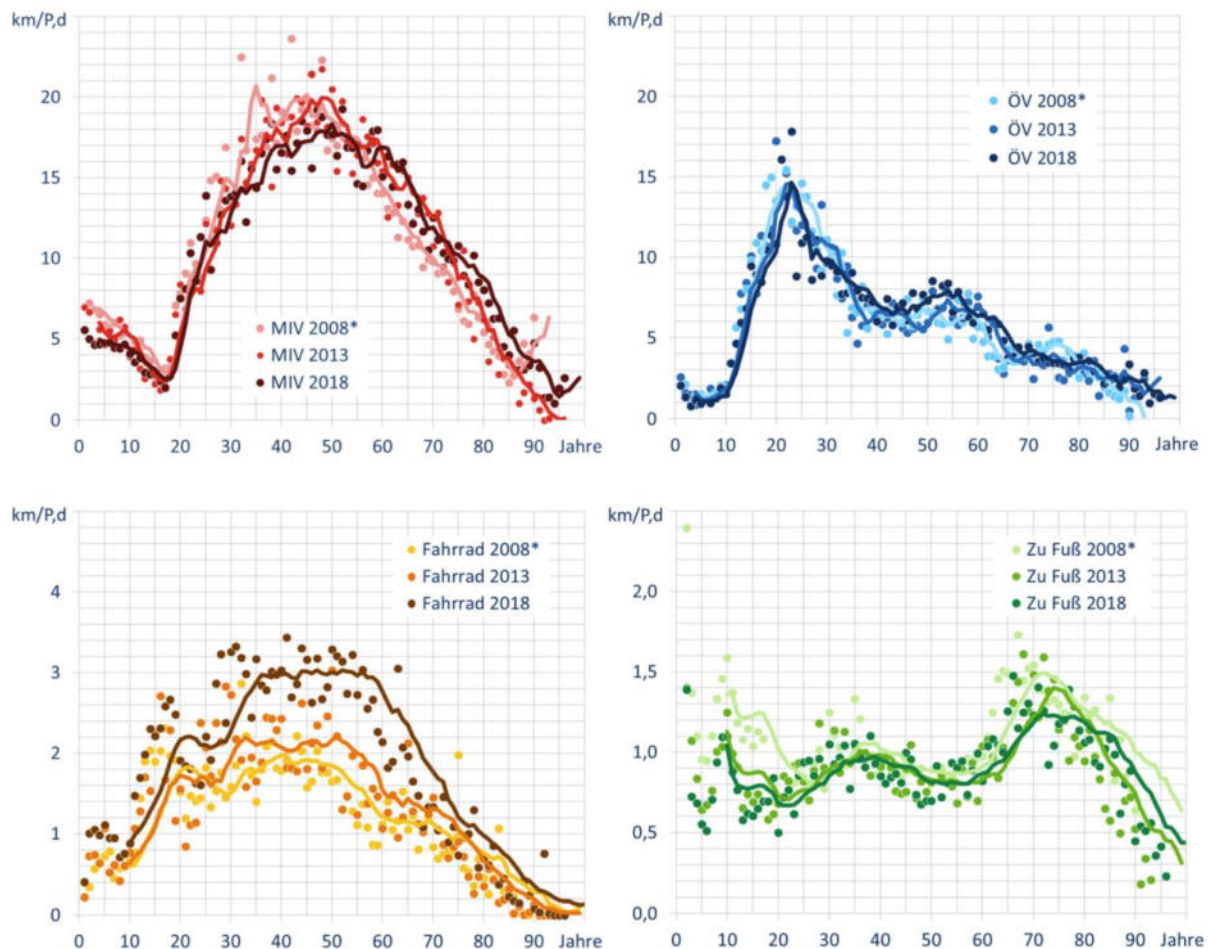 km/P,d
20
15
10
5
0
MIV 2008*
MIV 2013
MIV 2018
0 10 20 30 40 50 60 70 80 90 Jahre
km/P,d
20
15
10
5
0
ÖV 2008*
ÖV 2013
ÖV 2018
0 10 20 30 40 50 60 70 80 90 Jahre
km/P,d
4
3
2
1
0
Fahrrad 2008*
Fahrrad 2013
Fahrrad 2018
0 10 20 30 40 50 60 70 80 90 Jahre
km/P,d
2,0
1,5
1,0
0,5
0,0
Zu Fuß 2008*
Zu Fuß 2013
Zu Fuß 2018
0 10 20 30 40 50 60 70 80 90 Jahre